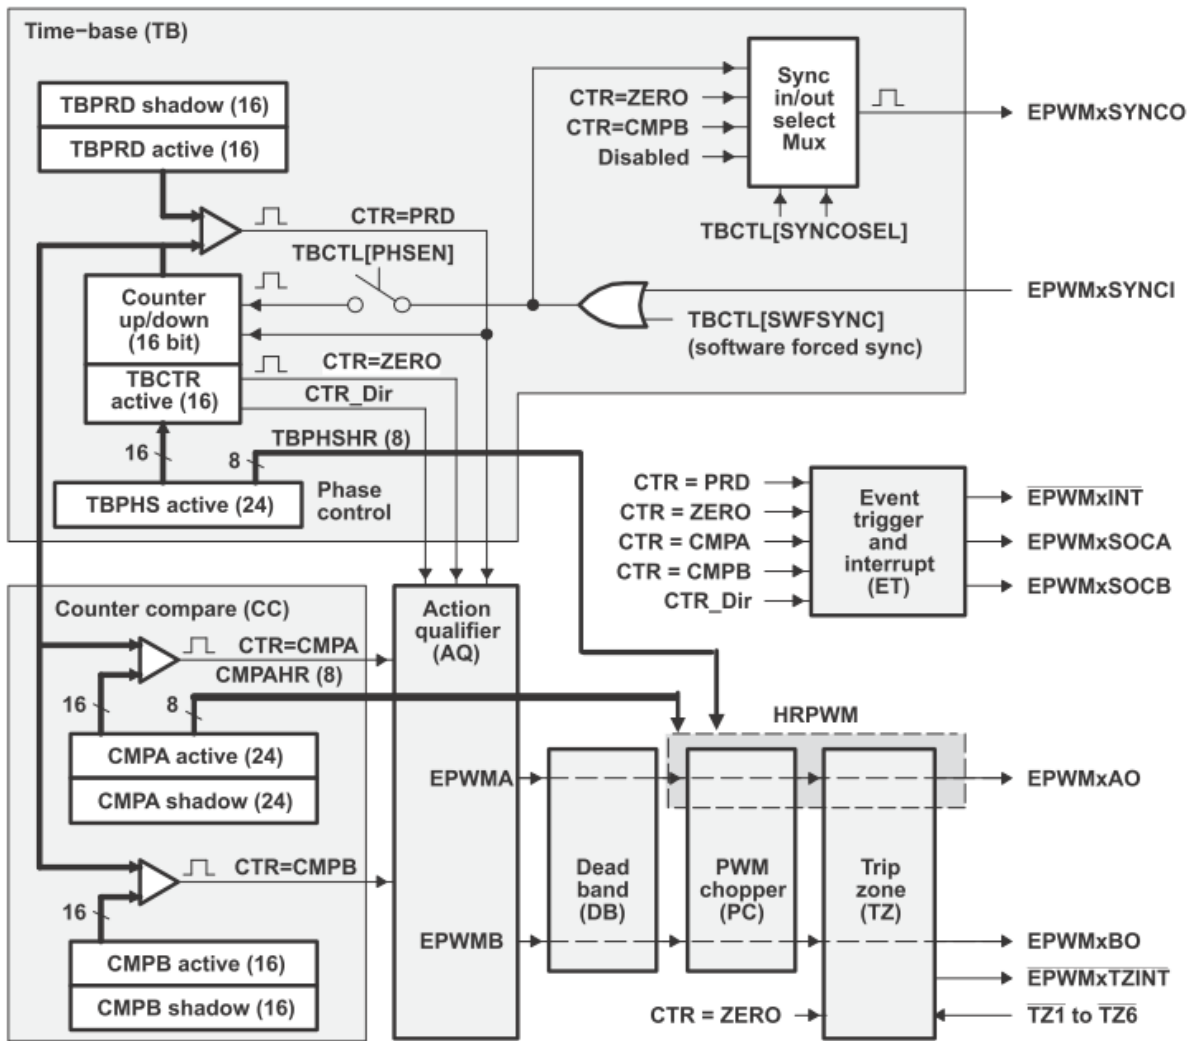 Time−base (TB)
TBPRD shadow (16)
TBPRD active (16)
CTR=PRD
TBCTL[PHSEN]
Counter
up/down
(16 bit)
TBCTR
active (16)
CTR=ZERO
CTR_Dir
16
8
TBPHSHR (8)
TBPHS active (24)
Phase
control
CTR=ZERO
CTR=CMPB
Disabled
Sync
in/out
select
Mux
TBCTL[SYNCOSEL]
EPWMxSYNCO
EPWMxSYNCI
TBCTL[SWFSYNC]
(software forced sync)
CTR = PRD
CTR = ZERO
CTR = CMPA
CTR = CMPB
CTR_Dir
Event
trigger
and
interrupt
(ET)
EPWMxINT
EPWMxSOCA
EPWMxSOCB
Counter compare (CC)
CTR=CMPA
CMPAHR (8)
16
8
CMPA active (24)
CMPA shadow (24)
CTR=CMPB
16
CMPB active (16)
CMPB shadow (16)
Action
qualifier
(AQ)
EPWMA
EPWMB
HRPWM
Dead
band
(DB)
PWM
chopper
(PC)
Trip
zone
(TZ)
CTR = ZERO
EPWMxAO
EPWMxBO
EPWMxTZINT
TZ1 to TZ6